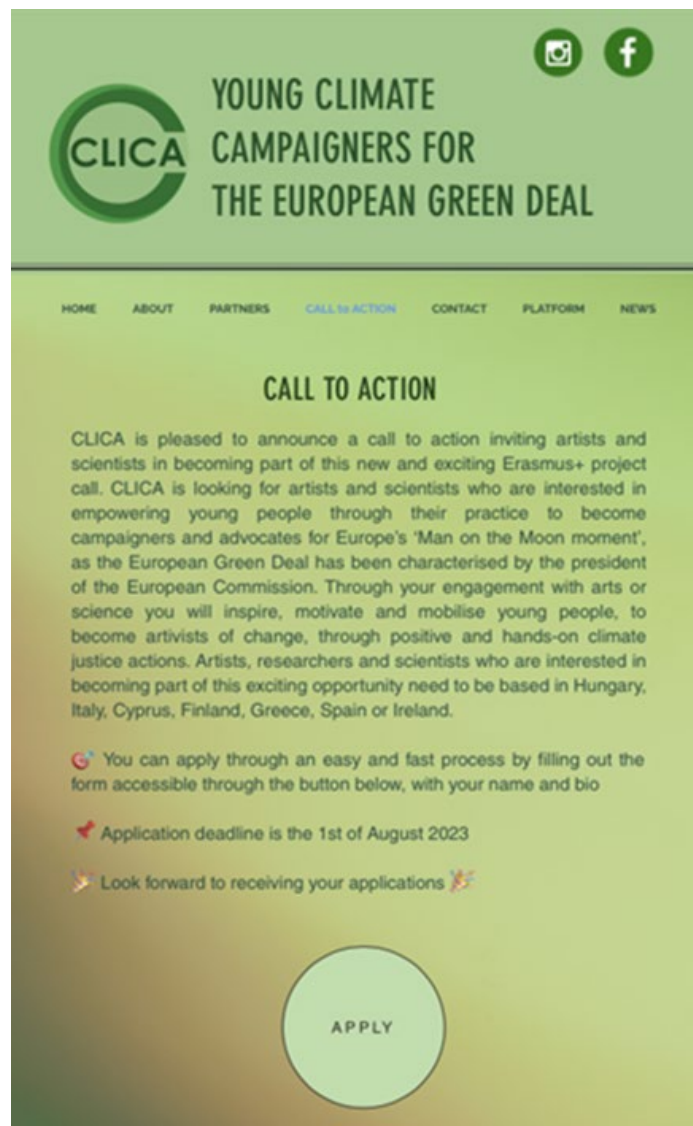 CLICA
YOUNG CLIMATE
CAMPAIGNERS FOR
THE EUROPEAN GREEN DEAL
HOME ABOUT PARTNERS CALL to ACTION CONTACT PLATFORM NEWS
CALL TO ACTION
CLICA is pleased to announce a call to action inviting artists and
scientists in becoming part of this new and exciting Erasmus+ project
call. CLICA is looking for artists and scientists who are interested in
empowering young people through their practice to become
campaigners and advocates for Europe's 'Man on the Moon moment',
as the European Green Deal has been characterised by the president
of the European Commission. Through your engagement with arts or
science you will inspire, motivate and mobilise young people, to
become artivists of change, through positive and hands-on climate
justice actions. Artists, researchers and scientists who are interested in
becoming part of this exciting opportunity need to be based in Hungary,
Italy, Cyprus, Finland, Greece, Spain or Ireland.
🎯 You can apply through an easy and fast process by filling out the
form accessible through the button below, with your name and bio
📌 Application deadline is the 1st of August 2023
🎉 Look forward to receiving your applications 🎉
APPLY